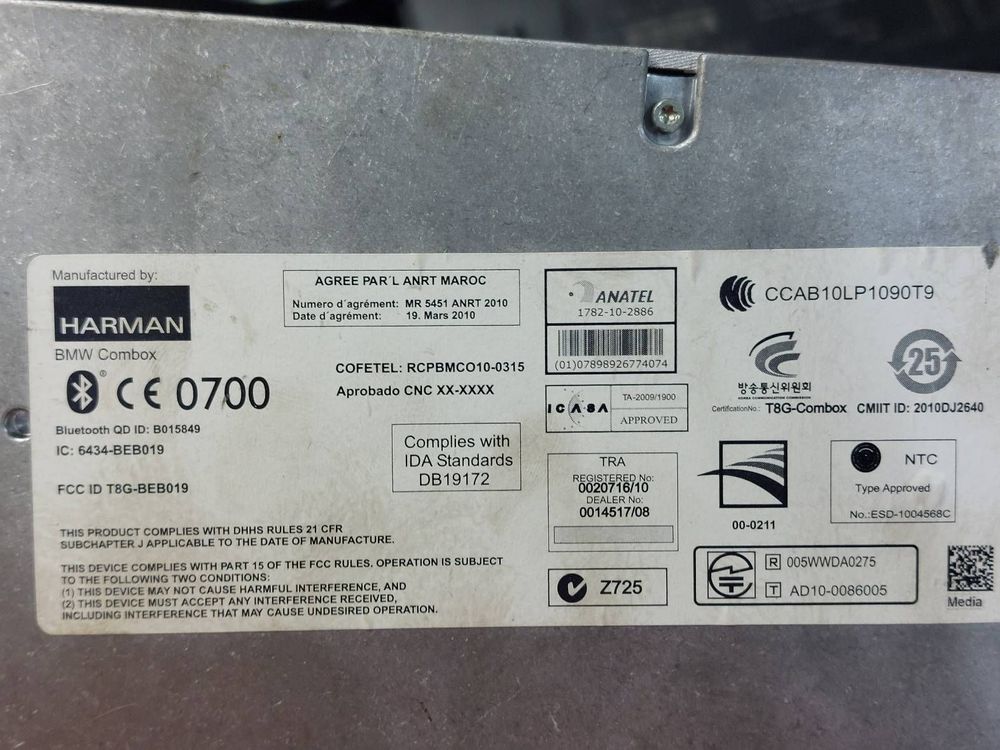 Manufactured by:
HARMAN
BMW Combox
CE 0700
Bluetooth QD ID: B015849
IC: 6434-BEB019
FCC ID T8G-BEB019
THIS PRODUCT COMPLIES WITH DHHS RULES 21 CFR
SUBCHAPTER J APPLICABLE TO THE DATE OF MANUFACTURE.
THIS DEVICE COMPLIES WITH PART 15 OF THE FCC RULES. OPERATION IS SUBJECT
TO THE FOLLOWING TWO CONDITIONS:
(1) THIS DEVICE MAY NOT CAUSE HARMFUL INTERFERENCE, AND
(2) THIS DEVICE MUST ACCEPT ANY INTERFERENCE RECEIVED,
INCLUDING INTERFERENCE THAT MAY CAUSE UNDESIRED OPERATION.
AGREE PAR´L ANRT MAROC
Numero d´agrément: MR 5451 ANRT 2010
Date d´agrément: 19. Mars 2010
COFETEL: RCPBMCO10-0315
Aprobado CNC XX-XXXX
Complies with
IDA Standards
DB19172
ANATEL
1782-10-2886
(01)07898926774074
ICASA
TA-2009/1900
APPROVED
TRA
REGISTERED No:
0020716/10
DEALER No:
0014517/08
Z725
CCAB10LP1090T9
방송통신위원회
KOREA COMMUNICATIONS COMMISSION
25
CertificationNo.: T8G-Combox CMIIT ID: 2010DJ2640
00-0211
NTC
Type Approved
No.:ESD-1004568C
R 005WWDA0275
T AD10-0086005
Media